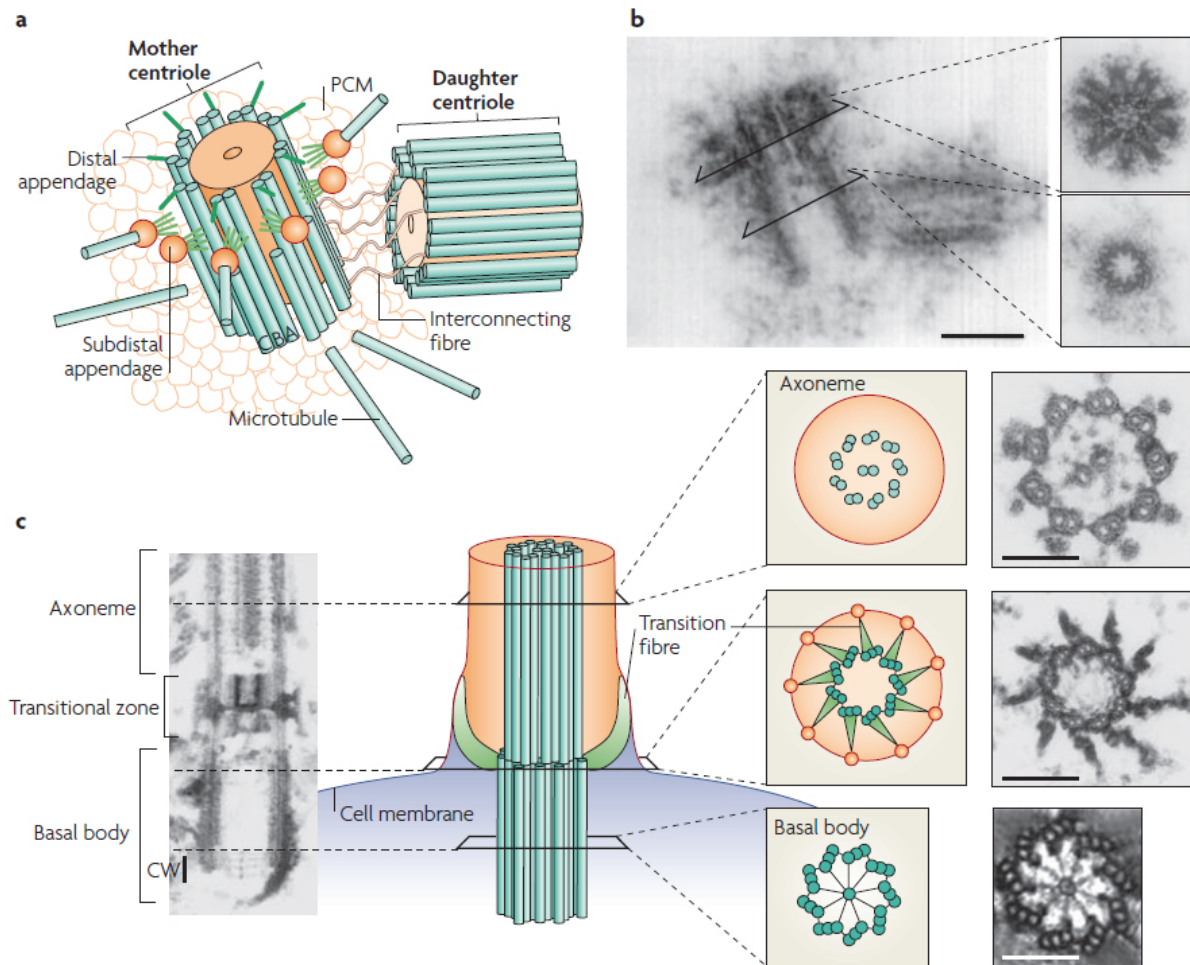 a
Mother
centriole
PCM
Daughter
centriole
Distal
appendage
Subdistal
appendage
BA
Interconnecting
fibre
Microtubule
b
c
Axoneme
Transitional zone
Basal body
CW
Cell membrane
Transition
fibre
Axoneme
Basal body